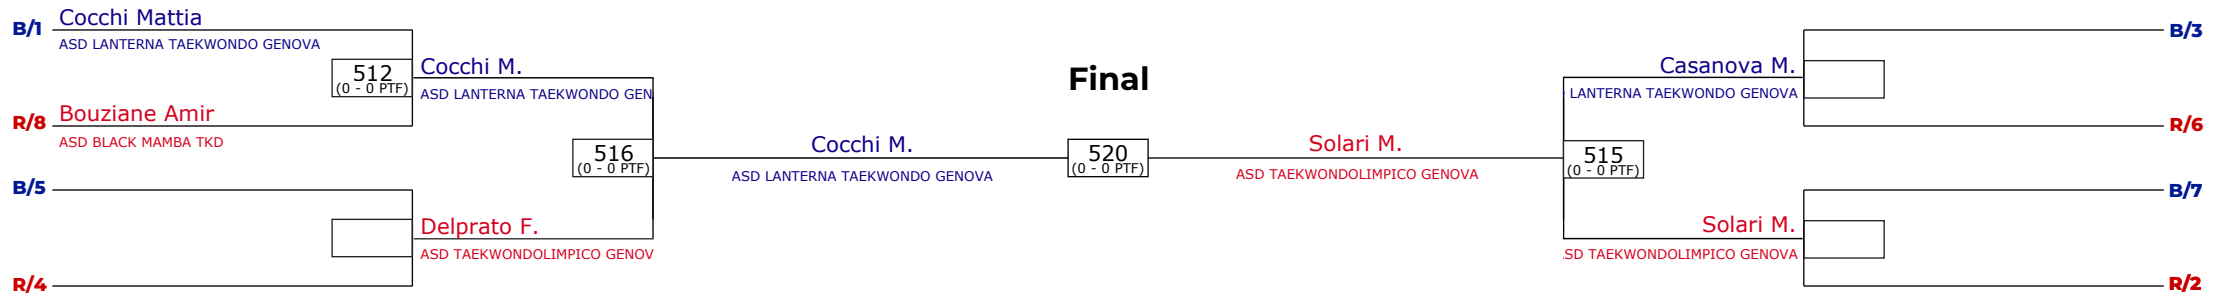 B/1
Cocchi Mattia
ASD LANTERNA TAEKWONDO GENOVA
512
(0 - 0 PTF)
R/8
Bouziane Amir
ASD BLACK MAMBA TKD
Cocchi M.
ASD LANTERNA TAEKWONDO GEN
516
(0 - 0 PTF)
B/5
R/4
Delprato F.
ASD TAEKWONDOLIMPICO GENOV
Cocchi M.
ASD LANTERNA TAEKWONDO GENOVA
Final
520
(0 - 0 PTF)
Solari M.
ASD TAEKWONDOLIMPICO GENOVA
515
(0 - 0 PTF)
Casanova M.
LANTERNA TAEKWONDO GENOVA
Solari M.
ASD TAEKWONDOLIMPICO GENOVA
B/3
R/6
B/7
R/2